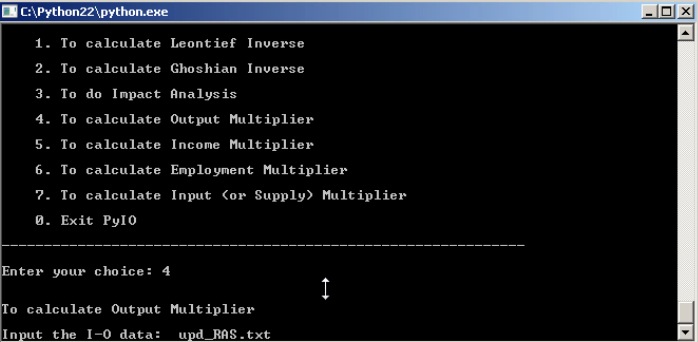 C:\Python22\python.exe
1. To calculate Leontief Inverse
2. To calculate Ghoshian Inverse
3. To do Impact Analysis
4. To calculate Output Multiplier
5. To calculate Income Multiplier
6. To calculate Employment Multiplier
7. To calculate Input (or Supply) Multiplier
0. Exit PyIO
--------------------------------------------------------------
Enter your choice: 4
To calculate Output Multiplier
Input the I-O data:  upd_RAS.txt